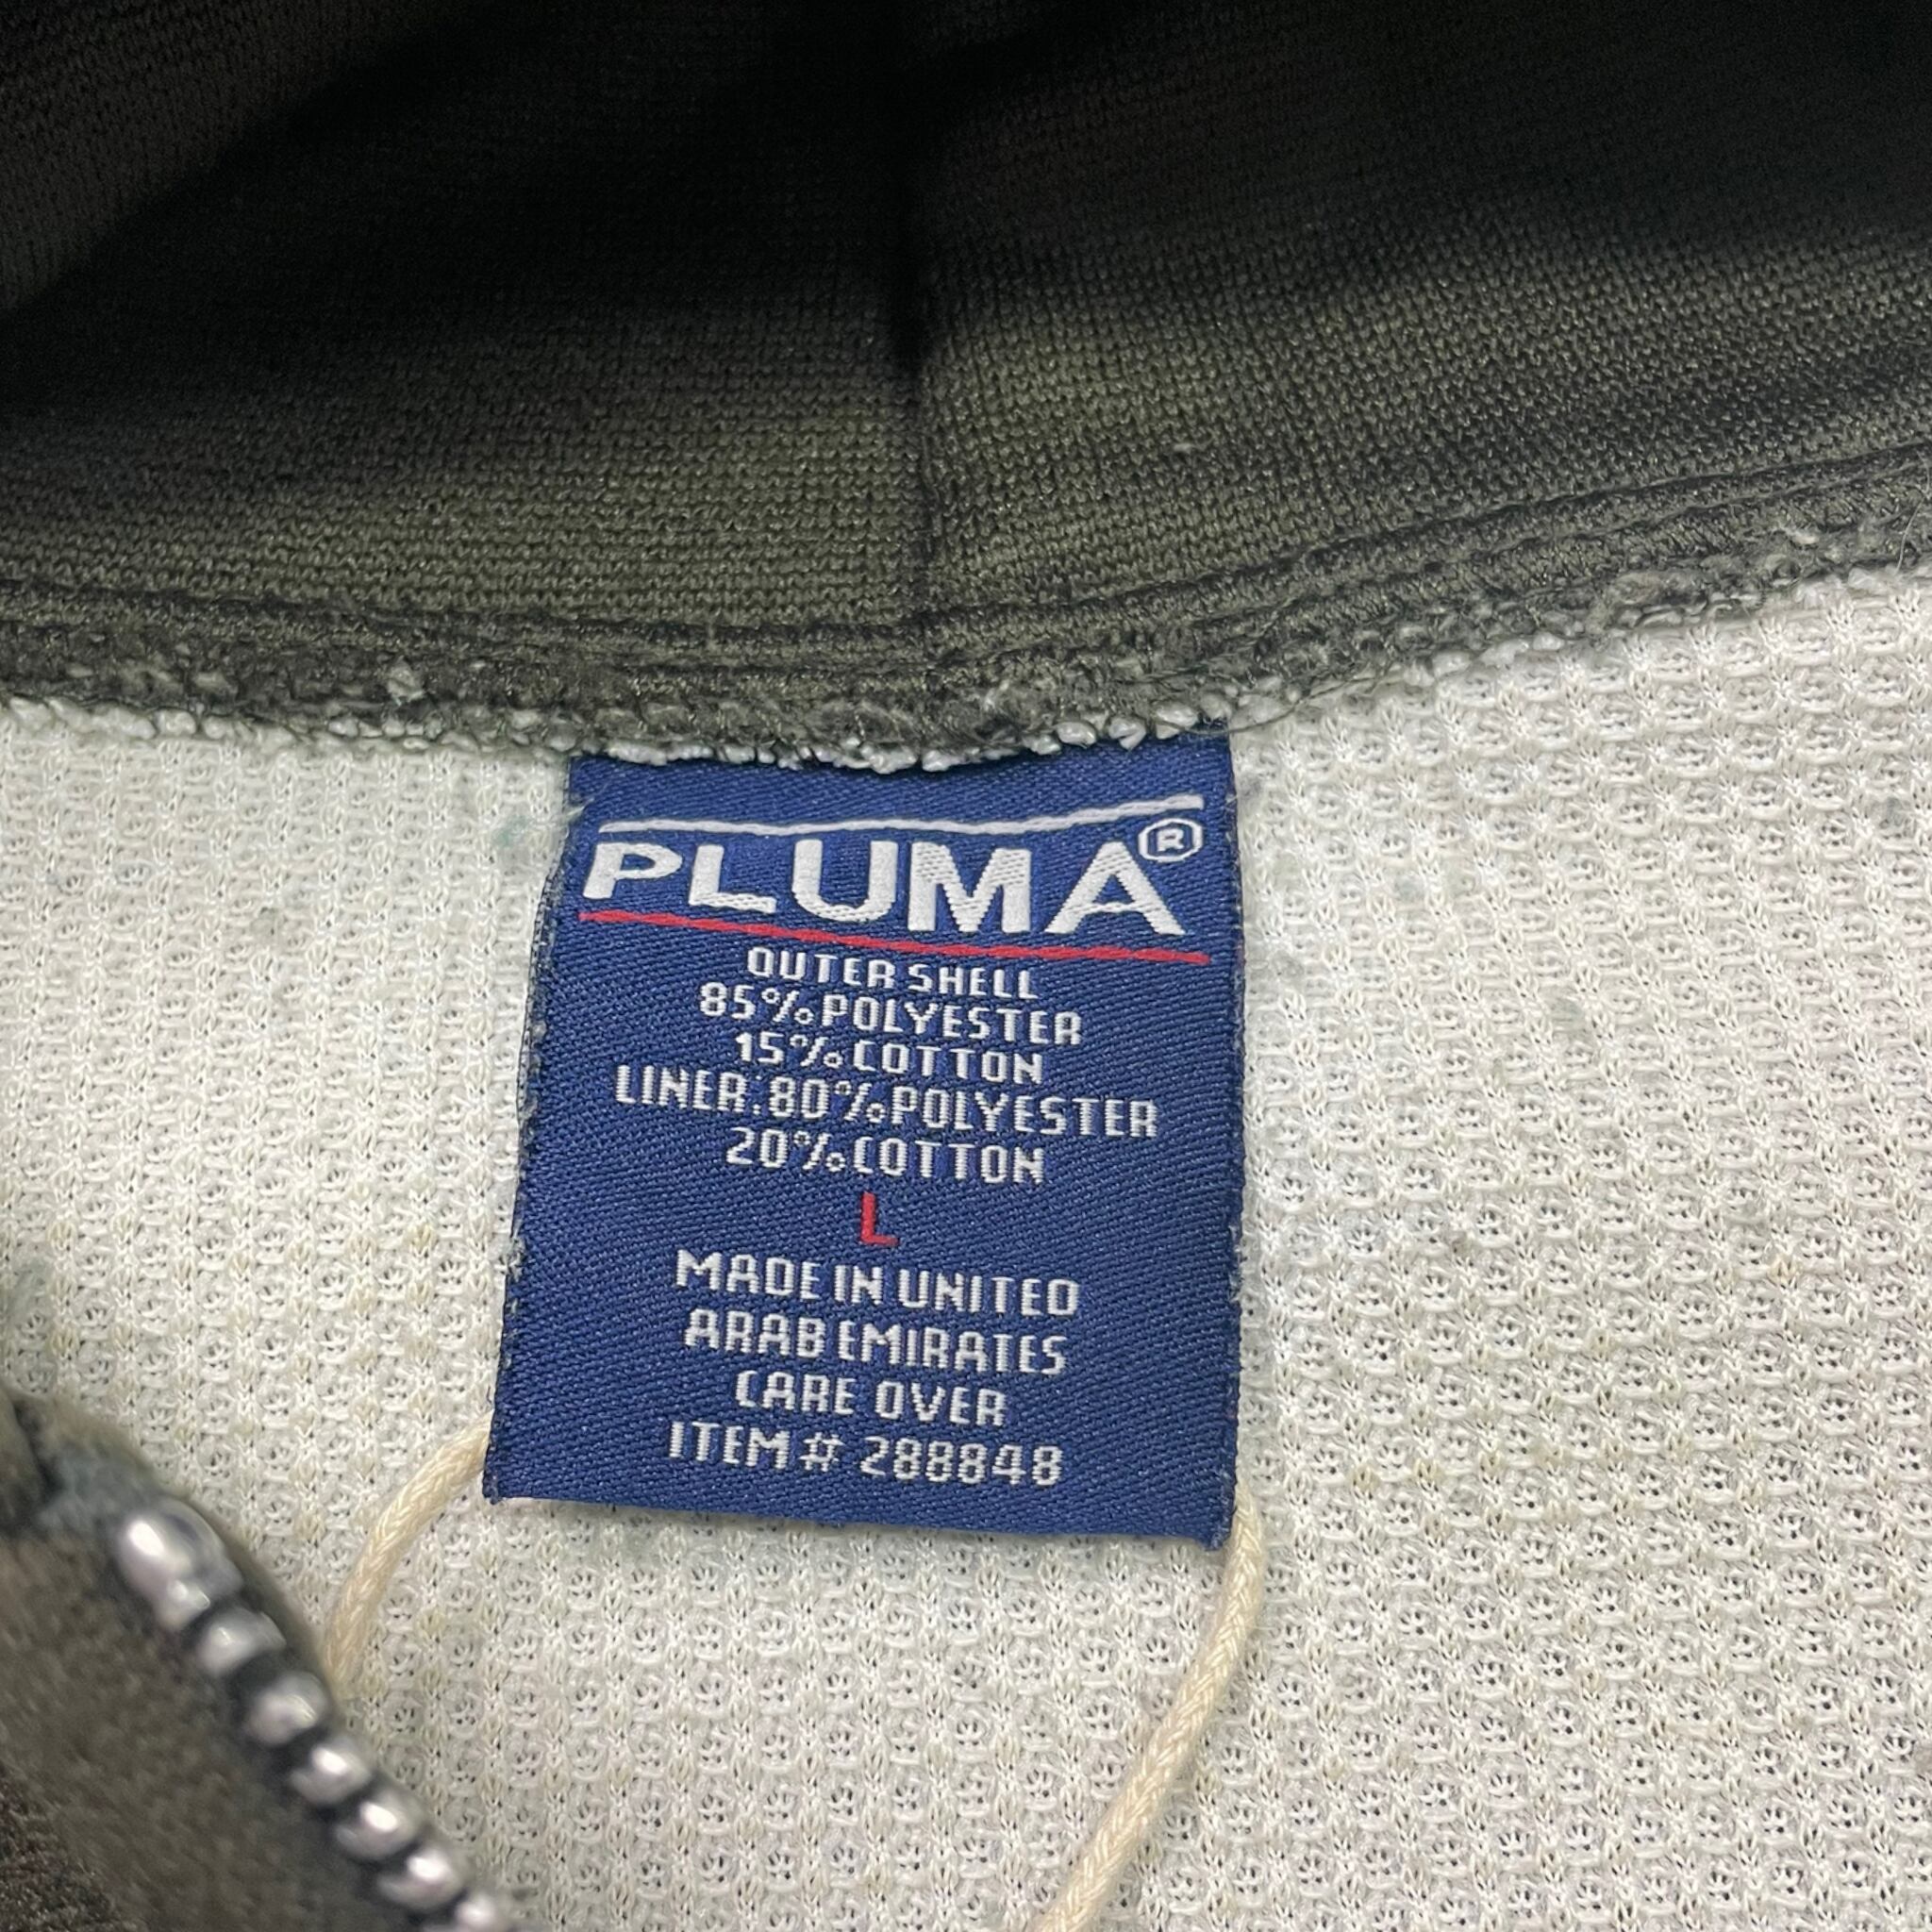 PLUMA®
OUTER SHELL
85% POLYESTER
15% COTTON
LINER:80% POLYESTER
20% COTTON
L
MADE IN UNITED
ARAB EMIRATES
CARE OVER
ITEM # 288848